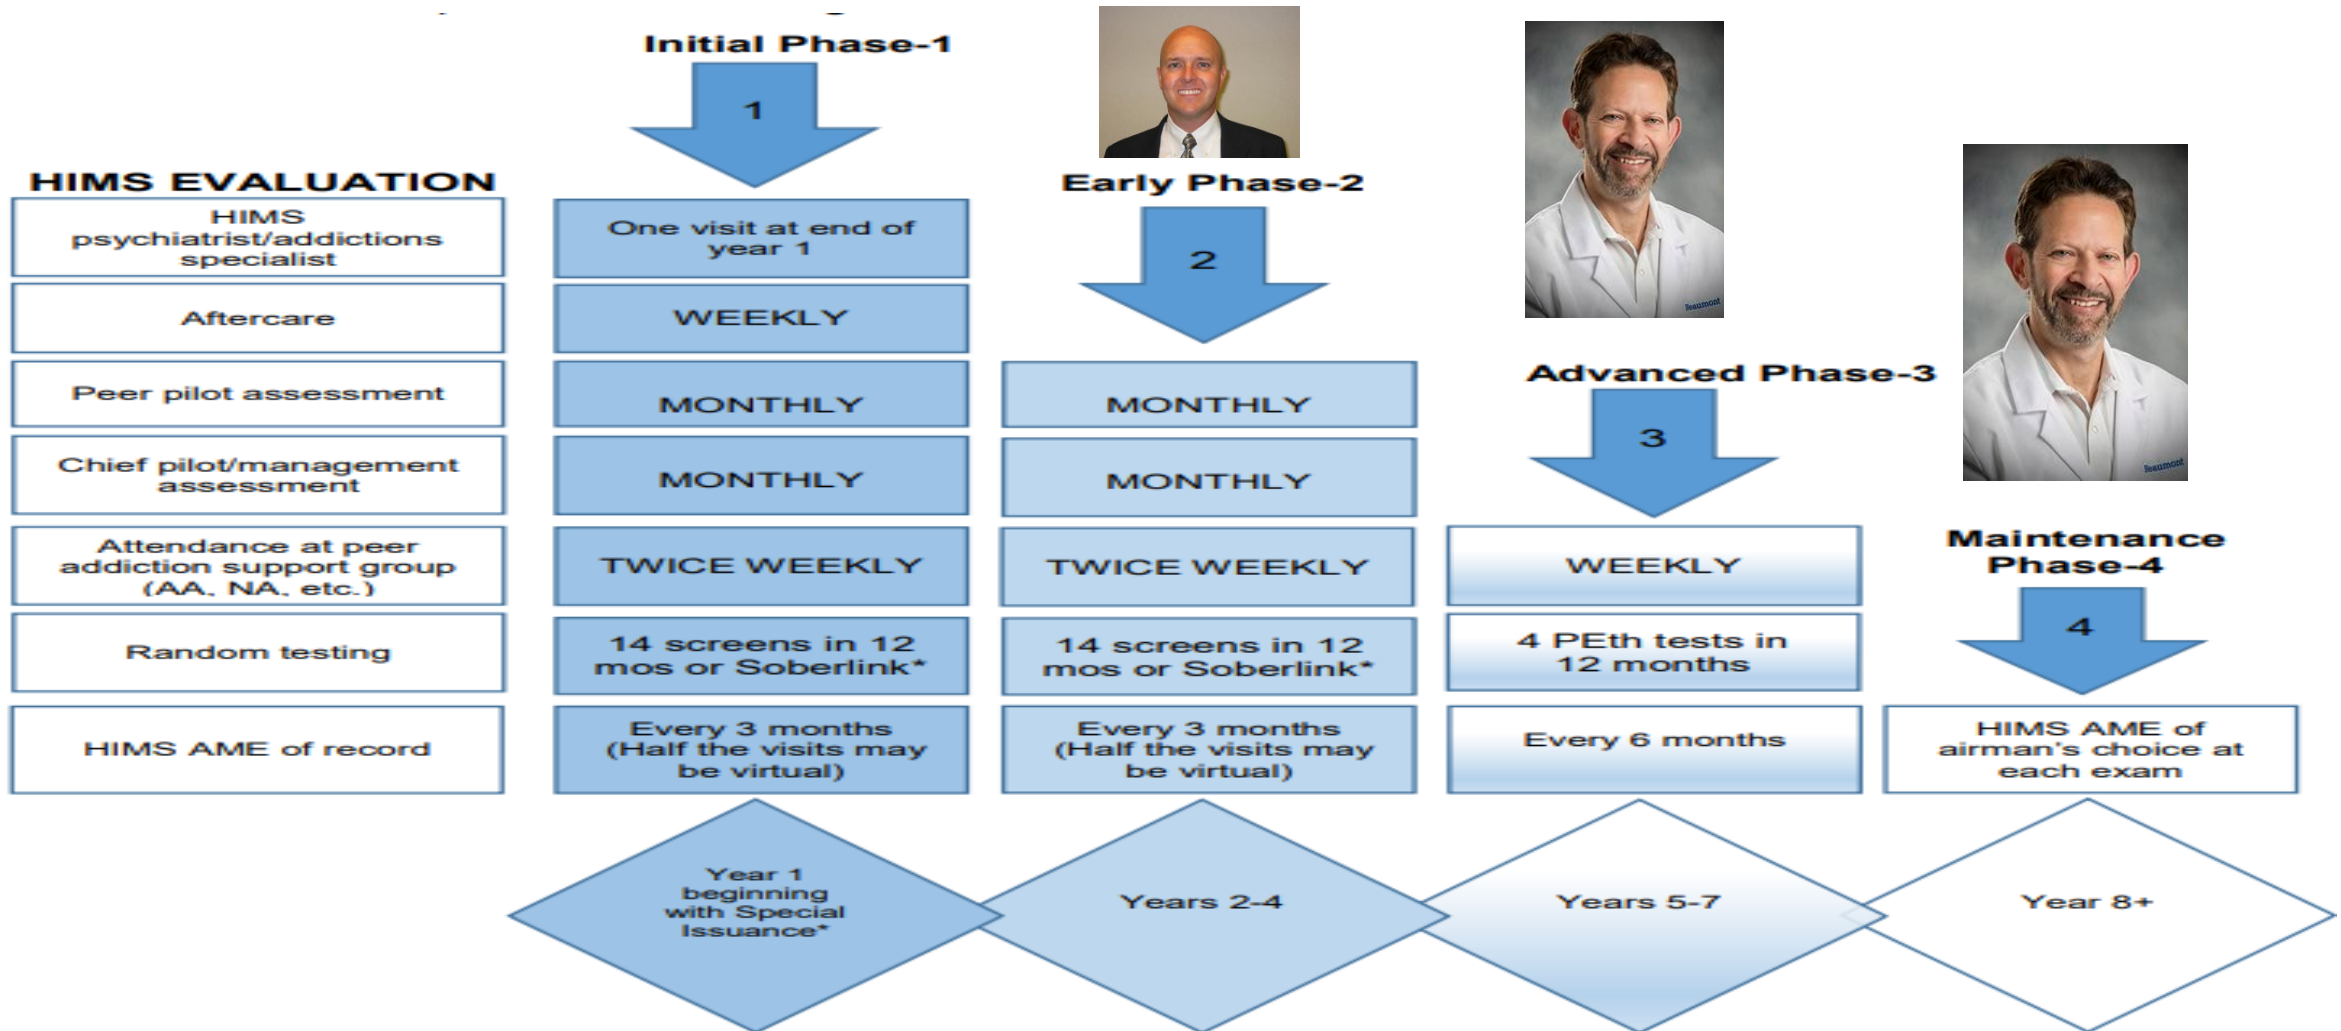 Initial Phase-1
1
HIMS EVALUATION
HIMS
psychiatrist/addictions
specialist
One visit at end of
year 1
Early Phase-2
2
Beaumont
Beaumont
Aftercare
WEEKLY
Peer pilot assessment
MONTHLY
MONTHLY
Advanced Phase-3
3
Chief pilot/management
assessment
MONTHLY
MONTHLY
Attendance at peer
addiction support group
(AA, NA, etc.)
TWICE WEEKLY
TWICE WEEKLY
WEEKLY
Maintenance
Phase-4
4
Random testing
14 screens in 12
mos or Soberlink*
14 screens in 12
mos or Soberlink*
4 PEth tests in
12 months
HIMS AME of record
Every 3 months
(Half the visits may
be virtual)
Every 3 months
(Half the visits may
be virtual)
Every 6 months
HIMS AME of
airman's choice at
each exam
Year 1
beginning
with Special
Issuance*
Years 2-4
Years 5-7
Year 8+